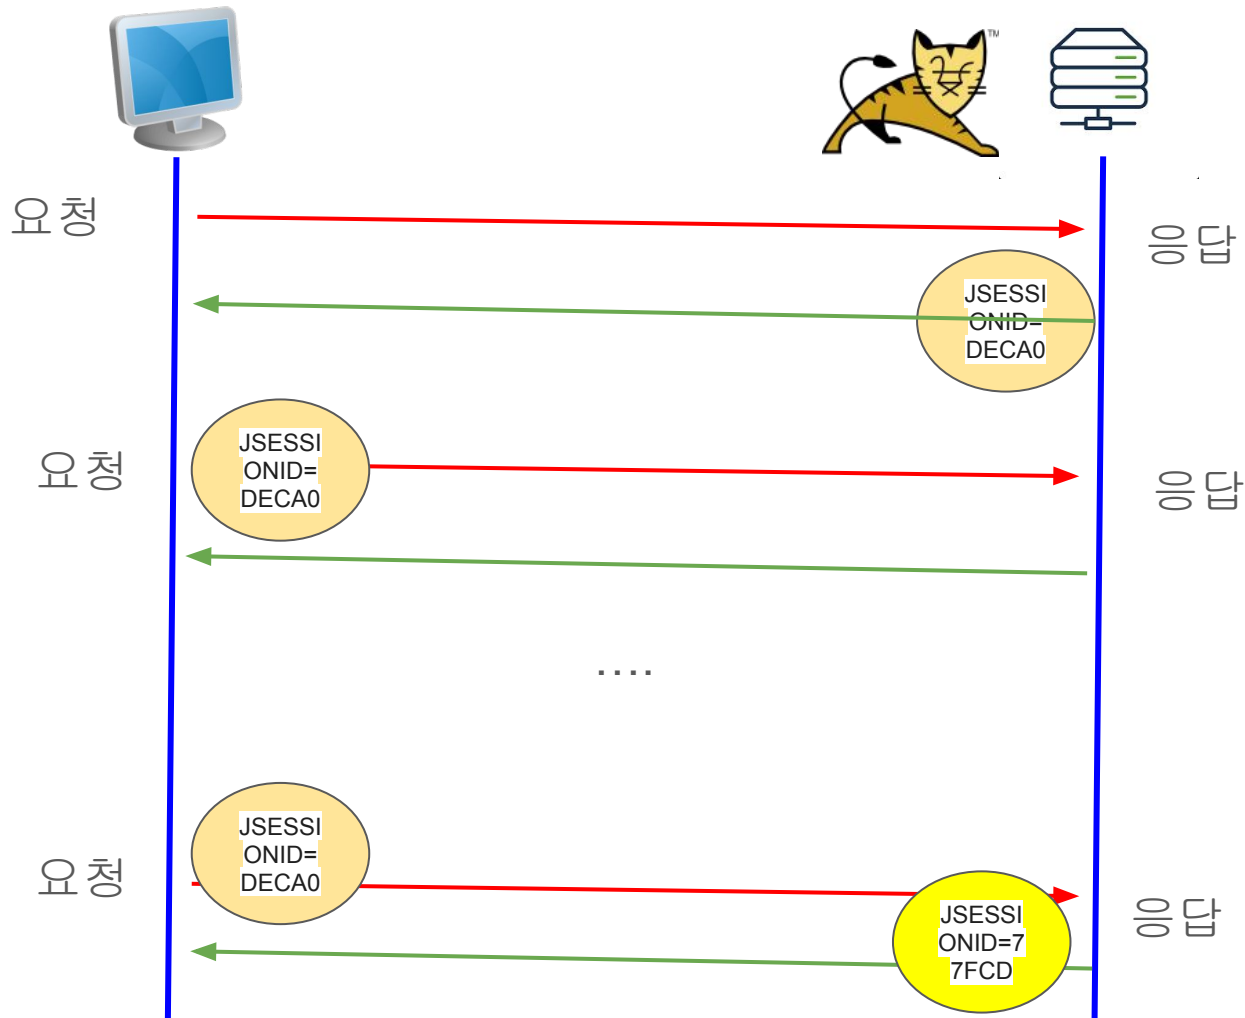 TM
요청
응답
JSESSI
ONID=
DECA0
JSESSI
ONID=
DECA0
요청
응답
....
JSESSI
ONID=
DECA0
요청
JSESSI
ONID=7
7FCD
응답